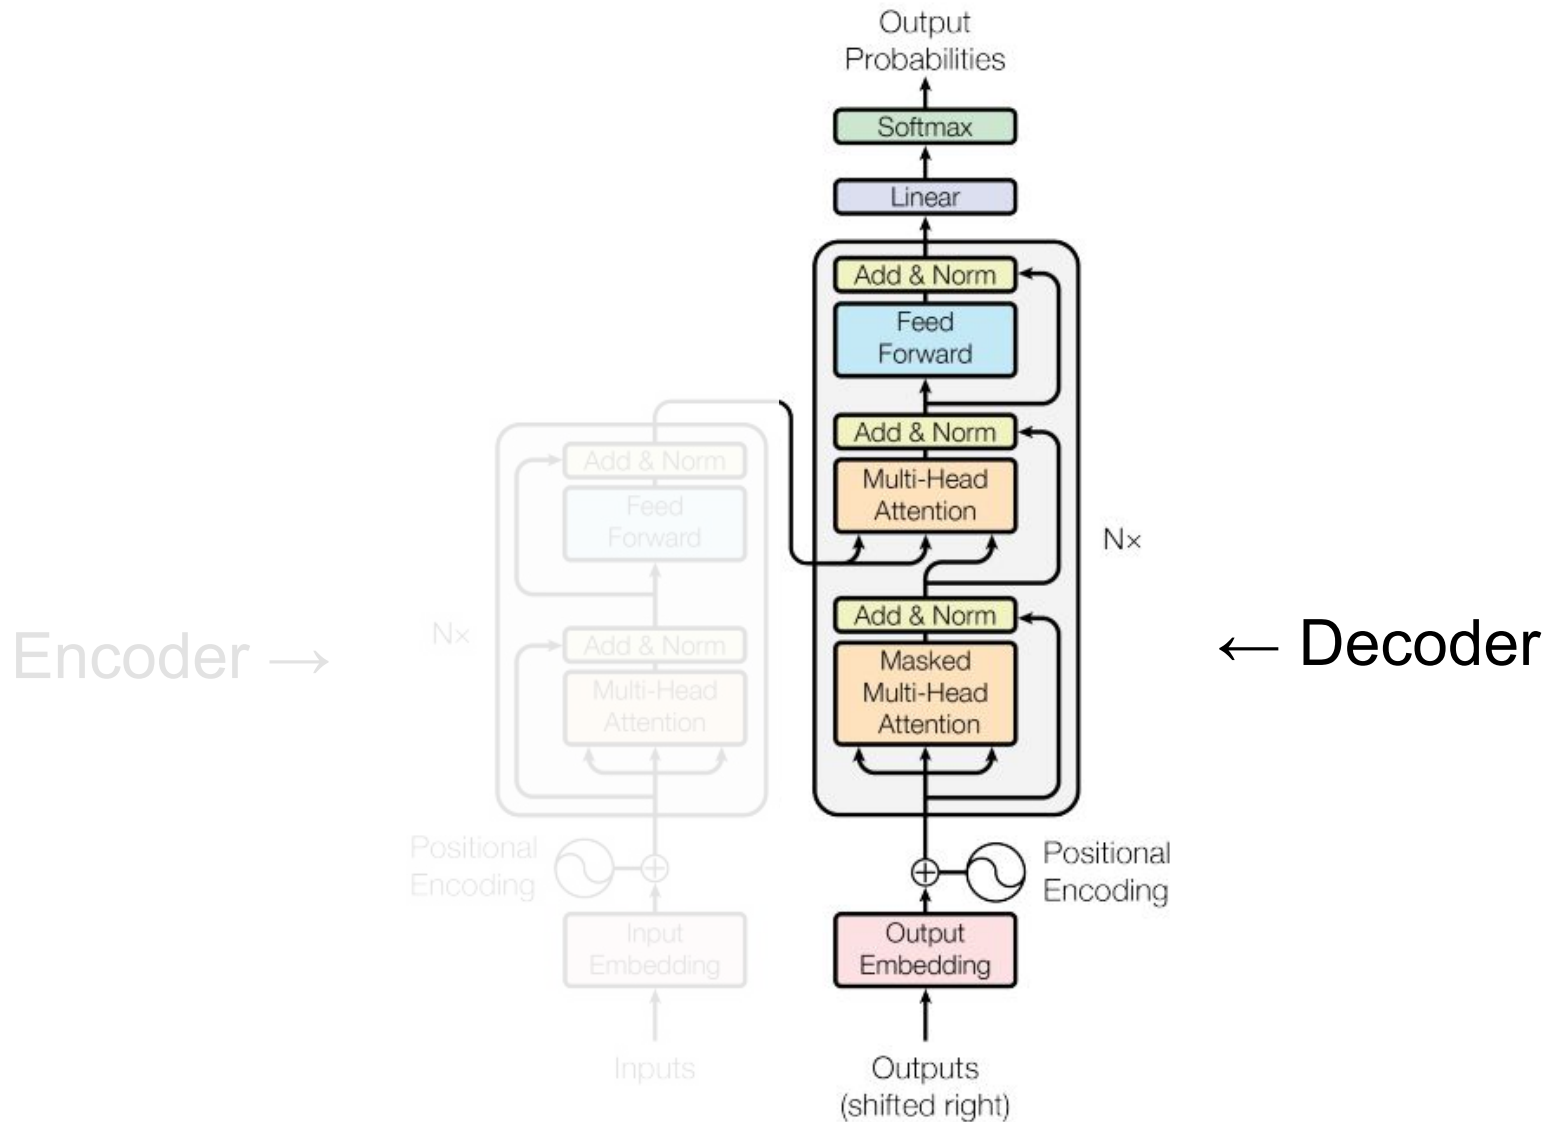 Output
Probabilities
Softmax
Linear
Add & Norm
Feed
Forward
Add & Norm
Multi-Head
Attention
N×
Add & Norm
Masked
Multi-Head
Attention
Positional
Encoding
Output
Embedding
Outputs
(shifted right)
← Decoder
Add & Norm
Feed
Forward
Nx
Add & Norm
Multi-Head
Attention
Positional
Encoding
Input
Embedding
Inputs
Encoder →